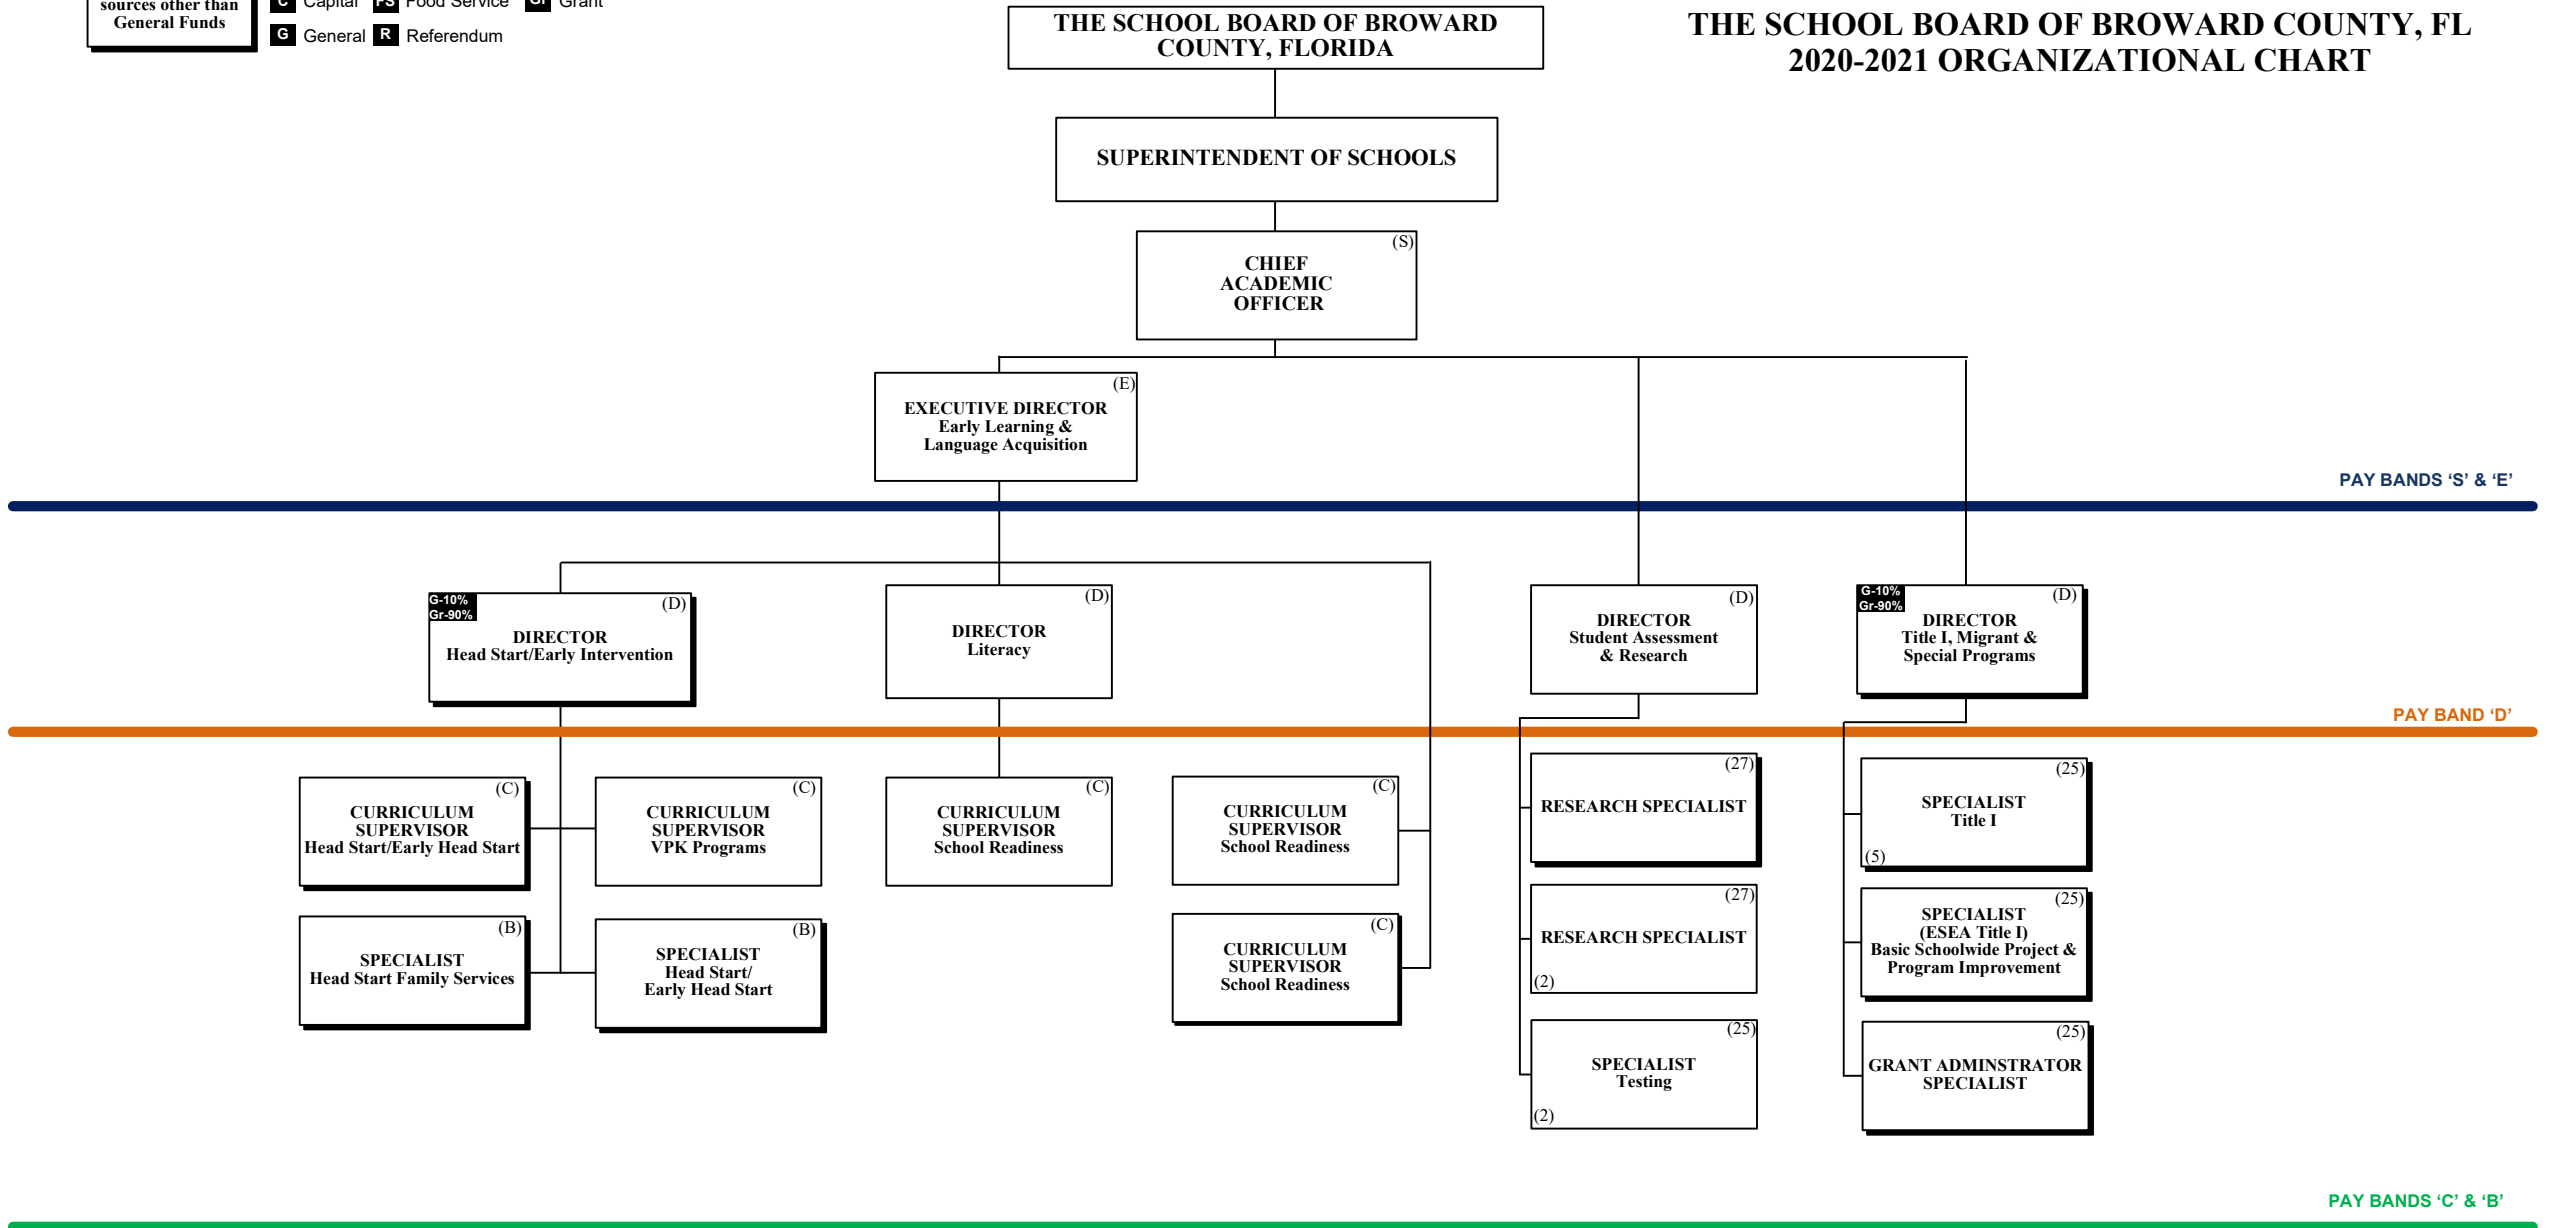 sources other than
General Funds
C Capital FS Food Service Gr Grant
G General R Referendum
THE SCHOOL BOARD OF BROWARD
COUNTY, FLORIDA
THE SCHOOL BOARD OF BROWARD COUNTY, FL
2020-2021 ORGANIZATIONAL CHART
SUPERINTENDENT OF SCHOOLS
(S)
CHIEF
ACADEMIC
OFFICER
(E)
EXECUTIVE DIRECTOR
Early Learning &
Language Acquisition
PAY BANDS ‘S’ & ‘E’
G-10%
Gr-90%
(D)
DIRECTOR
Head Start/Early Intervention
(D)
DIRECTOR
Literacy
(D)
DIRECTOR
Student Assessment
& Research
G-10%
Gr-90%
(D)
DIRECTOR
Title I, Migrant &
Special Programs
PAY BAND ‘D’
(C)
CURRICULUM
SUPERVISOR
Head Start/Early Head Start
(C)
CURRICULUM
SUPERVISOR
VPK Programs
(C)
CURRICULUM
SUPERVISOR
School Readiness
(C)
CURRICULUM
SUPERVISOR
School Readiness
(27)
RESEARCH SPECIALIST
(25)
SPECIALIST
Title I
(5)
(B)
SPECIALIST
Head Start Family Services
(B)
SPECIALIST
Head Start/
Early Head Start
(C)
CURRICULUM
SUPERVISOR
School Readiness
(27)
RESEARCH SPECIALIST
(2)
(25)
SPECIALIST
(ESEA Title I)
Basic Schoolwide Project &
Program Improvement
(25)
SPECIALIST
Testing
(2)
(25)
GRANT ADMINSTRATOR
SPECIALIST
PAY BANDS ‘C’ & ‘B’